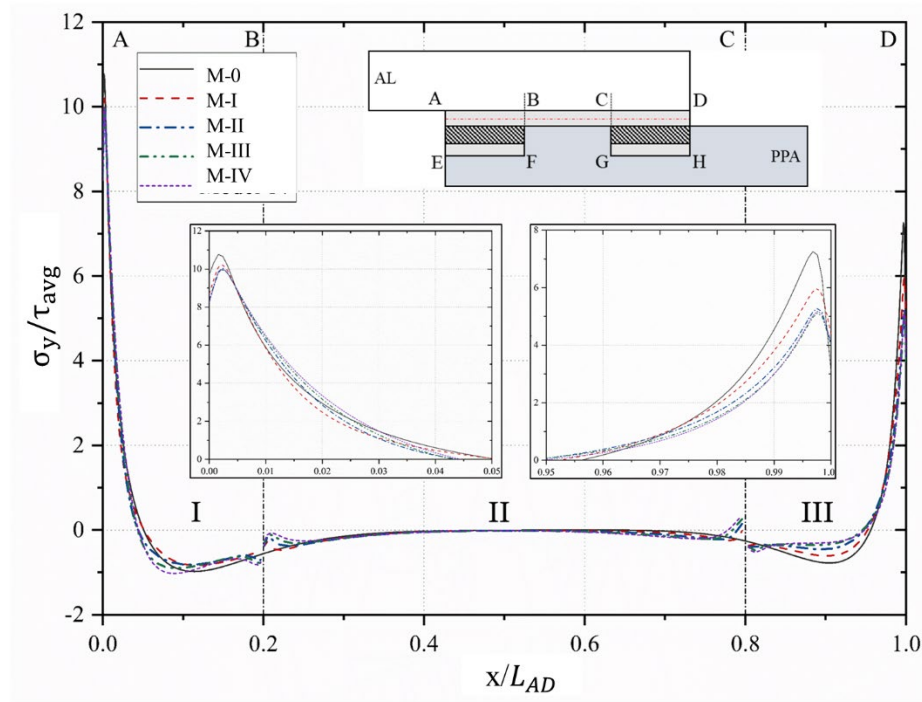 A
B
C
D
M-0
M-I
M-II
M-III
M-IV
AL
A
B
C
D
E
F
G
H
PPA
12
10
8
6
4
2
0
-2
σy/τavg
12
10
8
6
4
2
0
0.00
0.01
0.02
0.03
0.04
0.05
8
6
4
2
0
0.95
0.96
0.97
0.98
0.99
1.0
I
II
III
0.0
0.2
0.4
0.6
0.8
1.0
x/LAD